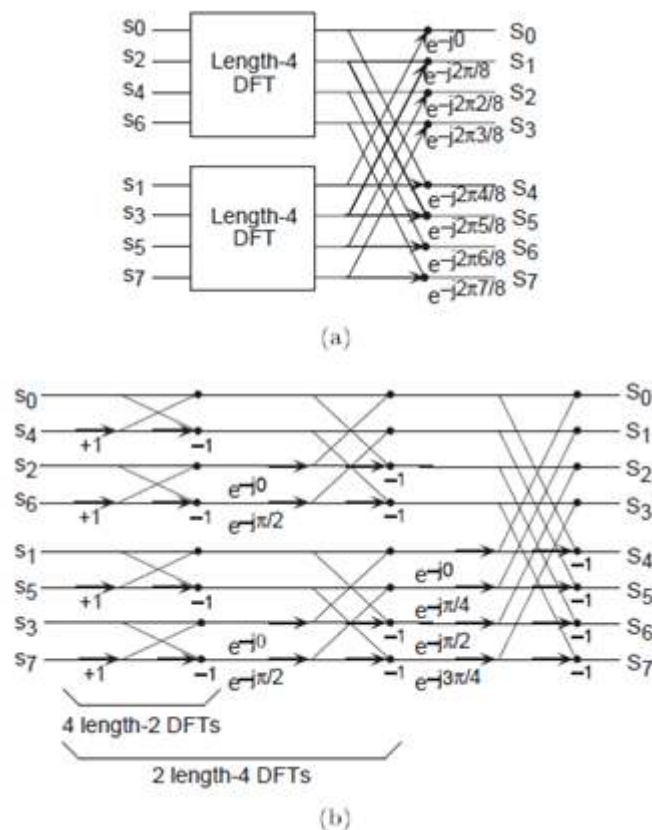 s0 S0
e–j0
s2 Length-4 S1
DFT e–j2π/8
s4 S2
e–j2π2/8
s6 S3
e–j2π3/8
s1 S4
e–j2π4/8
s3 Length-4 S5
DFT e–j2π5/8
s5 S6
e–j2π6/8
s7 S7
e–j2π7/8
(a)
s0 S0
s4 S1
+1 –1
s2 e–j0 –1 S2
s6 S3
+1 –1 e–jπ/2 –1
s1 S4
e–j0 –1
s5 S5
+1 –1 e–jπ/4 –1
s3 S6
e–j0 –1 e–jπ/2 –1
s7 S7
+1 –1 e–jπ/2 –1 e–j3π/4 –1
4 length-2 DFTs
2 length-4 DFTs
(b)